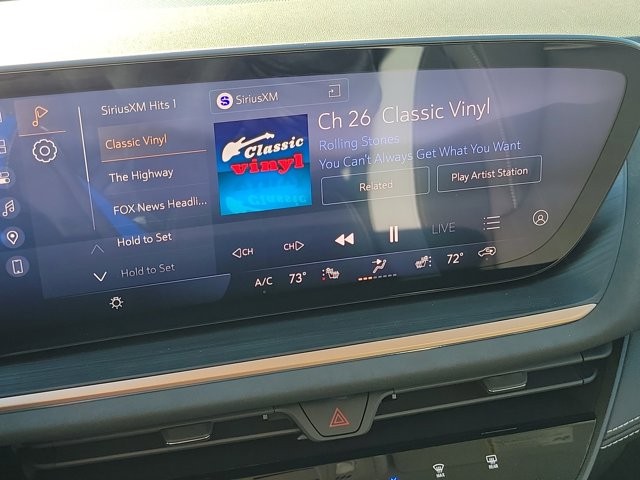 SiriusXM Hits 1
Classic Vinyl
The Highway
FOX News Headli...
Hold to Set
Hold to Set
S SiriusXM
Classic
vinyl
Ch 26 Classic Vinyl
Rolling Stones
You Can't Always Get What You Want
Related
Play Artist Station
CH
CH
LIVE
A/C
73°
72°
MAX
REAR